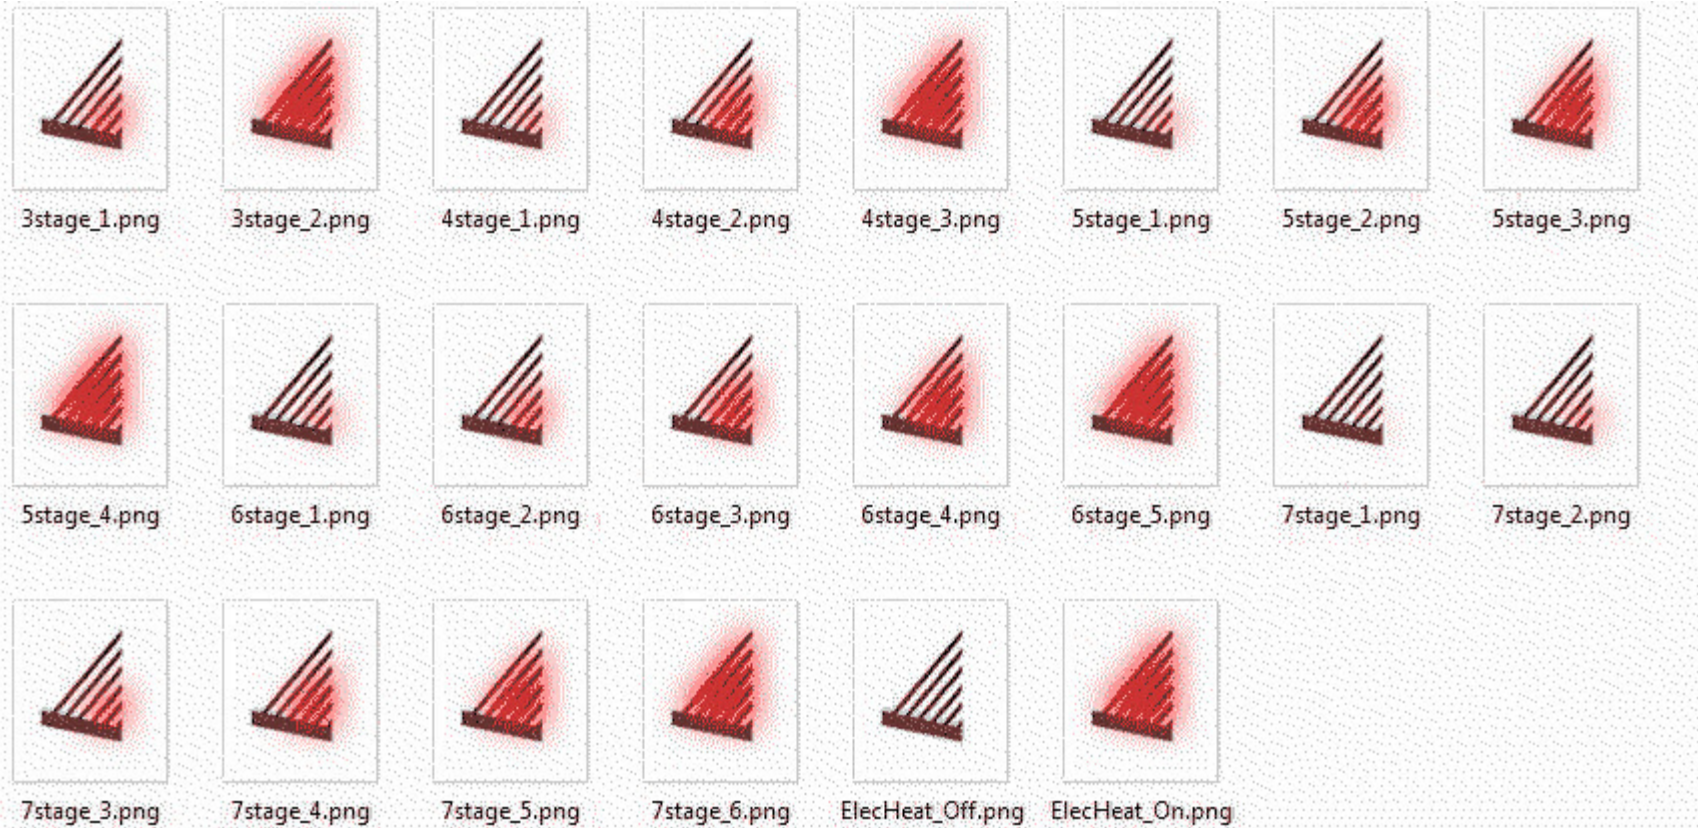 3stage_1.png 3stage_2.png 4stage_1.png 4stage_2.png 4stage_3.png 5stage_1.png 5stage_2.png 5stage_3.png
5stage_4.png 6stage_1.png 6stage_2.png 6stage_3.png 6stage_4.png 6stage_5.png 7stage_1.png 7stage_2.png
7stage_3.png 7stage_4.png 7stage_5.png 7stage_6.png ElecHeat_Off.png ElecHeat_On.png